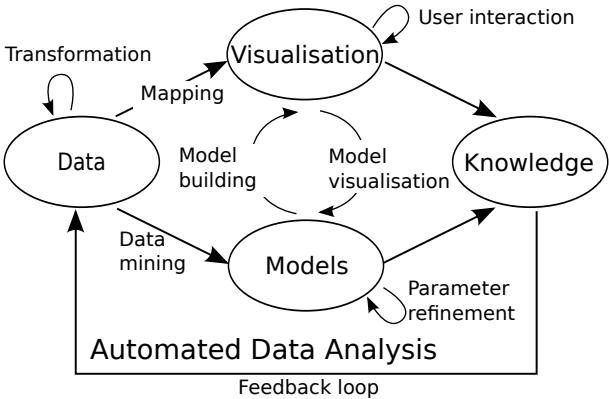 User interaction
Transformation
Visualisation
Mapping
Data
Model
building
Model
visualisation
Knowledge
Data
mining
Models
Parameter
refinement
Automated Data Analysis
Feedback loop